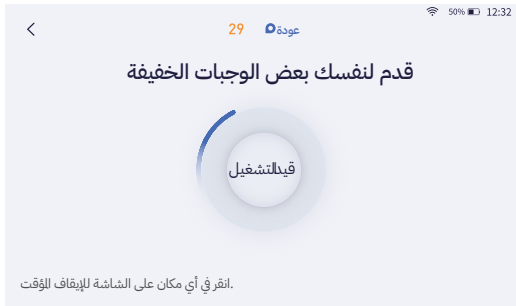 50% 12:32
عودة 29
قدم لنفسك بعض الوجبات الخفيفة
قيدالتشغيل
انقر في أي مكان على الشاشة للإيقاف المؤقت.